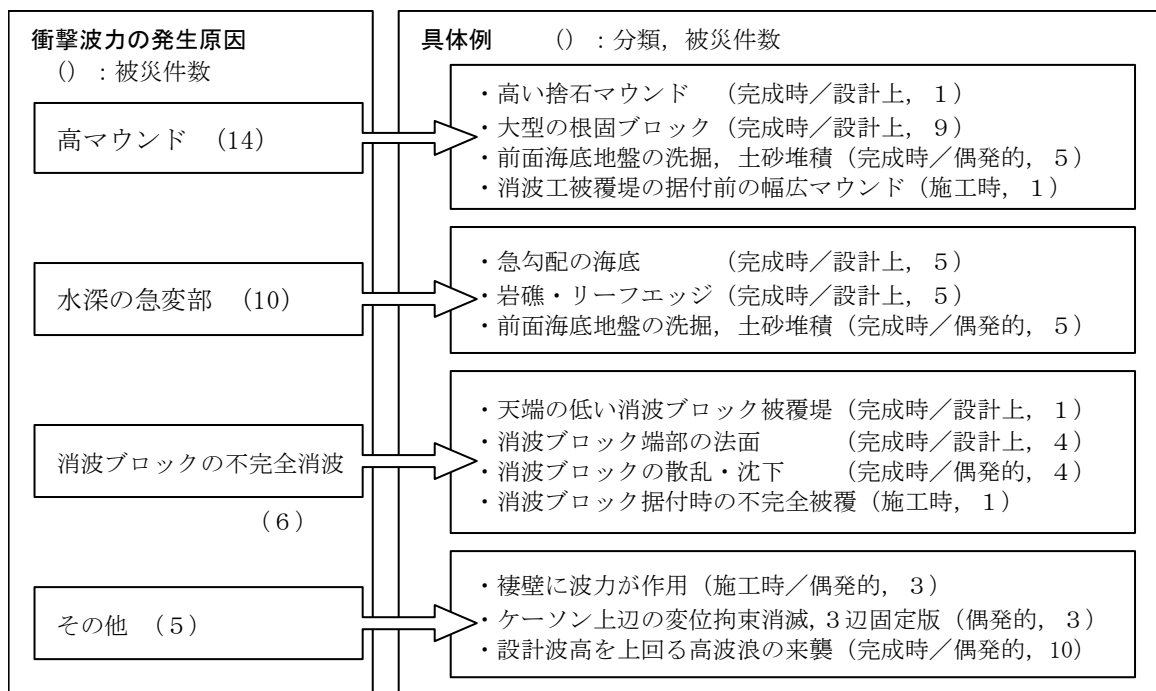 衝撃波力の発生原因
() ：被災件数
高マウンド (14)
水深の急変部 (10)
消波ブロックの不完全消波
(６)
その他 (５)
具体例 () ：分類，被災件数
・高い捨石マウンド (完成時／設計上，１)
・大型の根固ブロック (完成時／設計上，９)
・前面海底地盤の洗掘，土砂堆積 (完成時／偶発的，５)
・消波工被覆堤の据付前の幅広マウンド (施工時，１)
・急勾配の海底 (完成時／設計上，５)
・岩礁・リーフエッジ (完成時／設計上，５)
・前面海底地盤の洗掘，土砂堆積 (完成時／偶発的，５)
・天端の低い消波ブロック被覆堤 (完成時／設計上，１)
・消波ブロック端部の法面 (完成時／設計上，４)
・消波ブロックの散乱・沈下 (完成時／偶発的，４)
・消波ブロック据付時の不完全被覆 (施工時，１)
・褄壁に波力が作用 (施工時／偶発的，３)
・ケーソン上辺の変位拘束消滅，３辺固定版 (偶発的，３)
・設計波高を上回る高波浪の来襲 (完成時／偶発的，10)